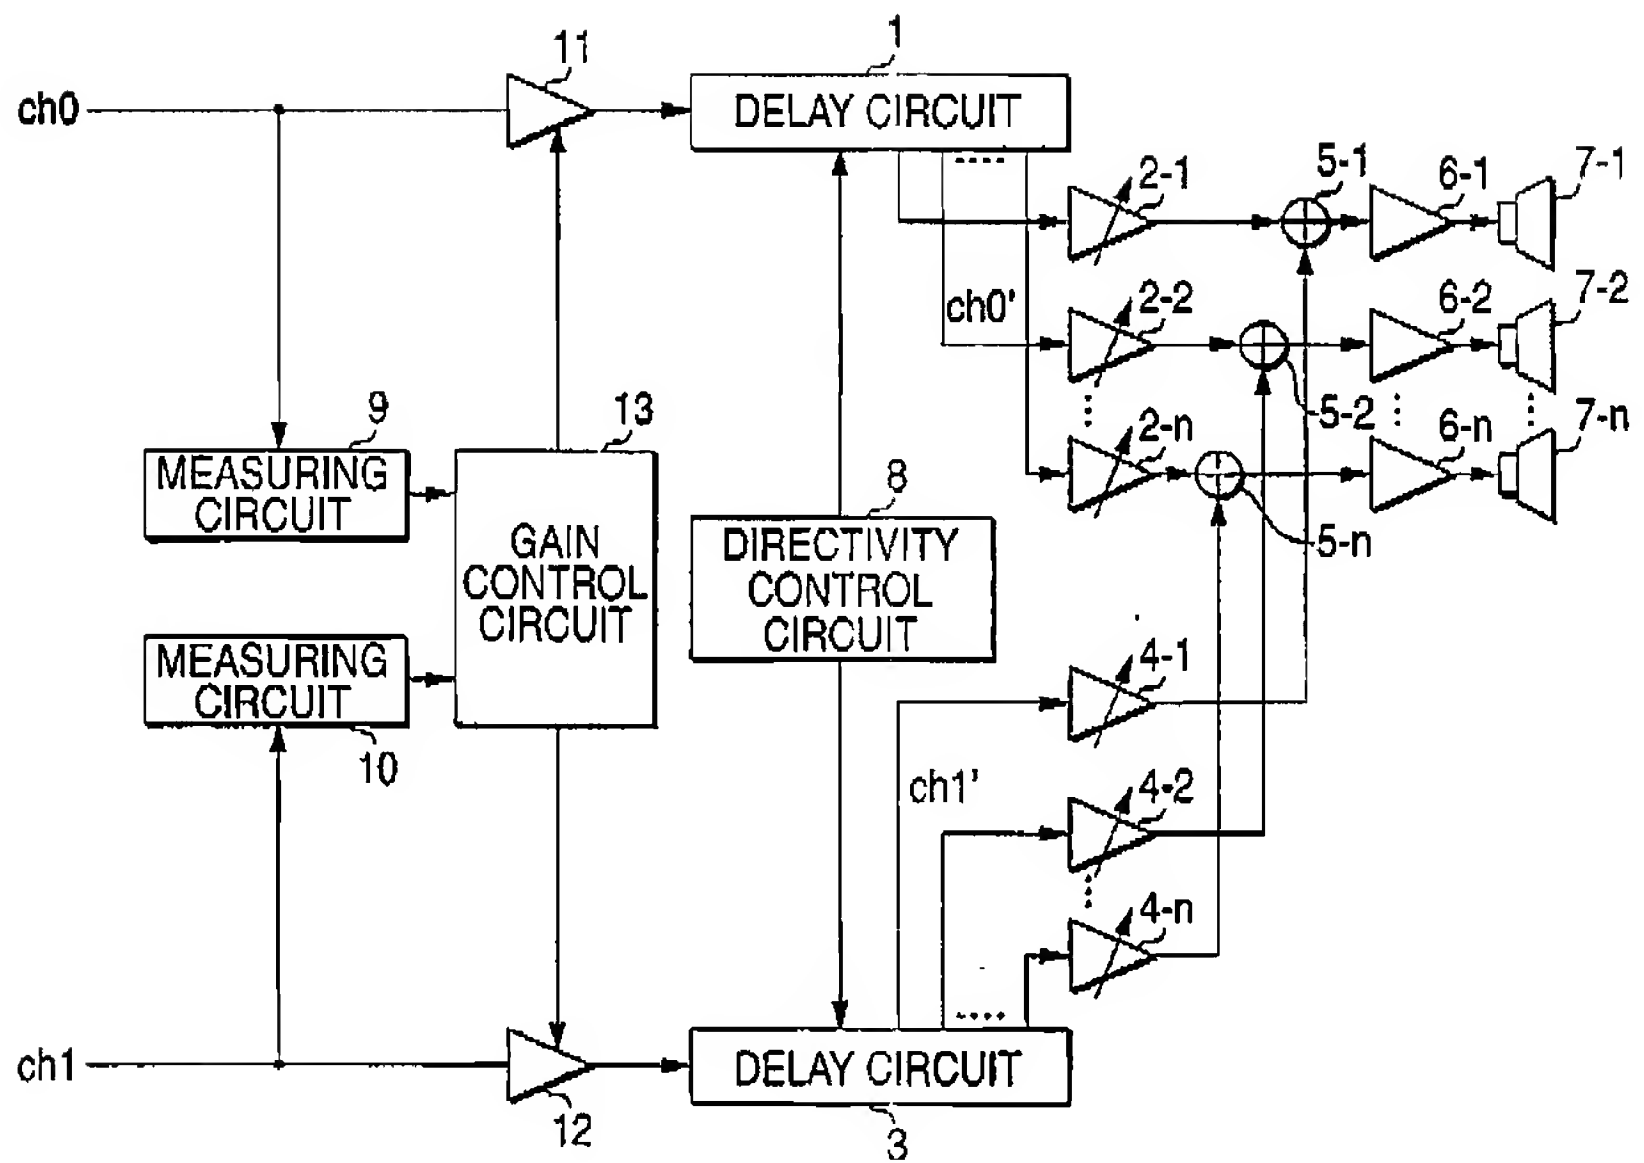 1
11
ch0
DELAY CIRCUIT
2-1
5-1
6-1
7-1
ch0'
2-2
6-2
7-2
5-2
9
13
2-n
6-n
7-n
MEASURING
CIRCUIT
8
5-n
GAIN
CONTROL
CIRCUIT
DIRECTIVITY
CONTROL
CIRCUIT
MEASURING
CIRCUIT
10
4-1
ch1'
4-2
4-n
ch1
DELAY CIRCUIT
12
3